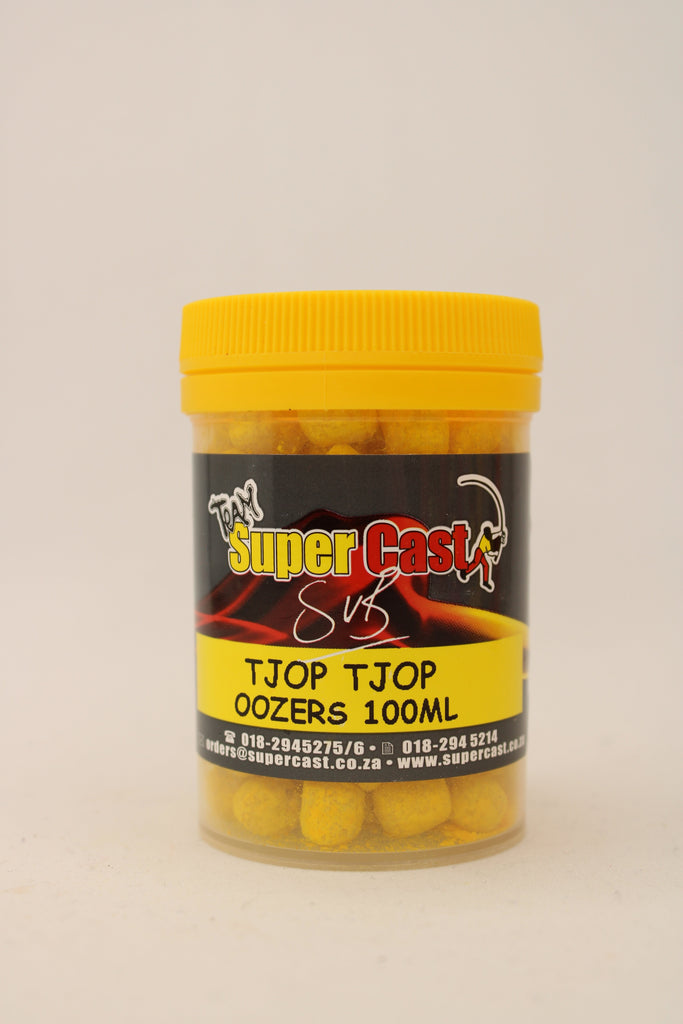 TEAM
Super Cast
SVB
TJOP TJOP
OOZERS 100ML
018-2945275/6 • 018-294 5214
orders@supercast.co.za • www.supercast.co.za